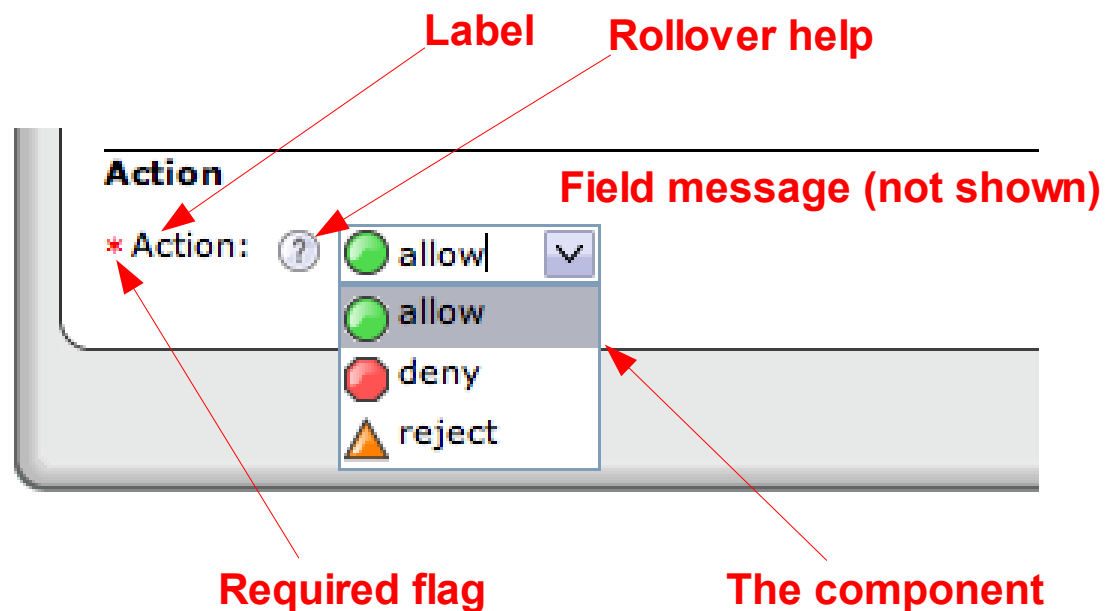 Label Rollover help
Action
Field message (not shown)
* Action: ? allow
allow
deny
reject
Required flag The component